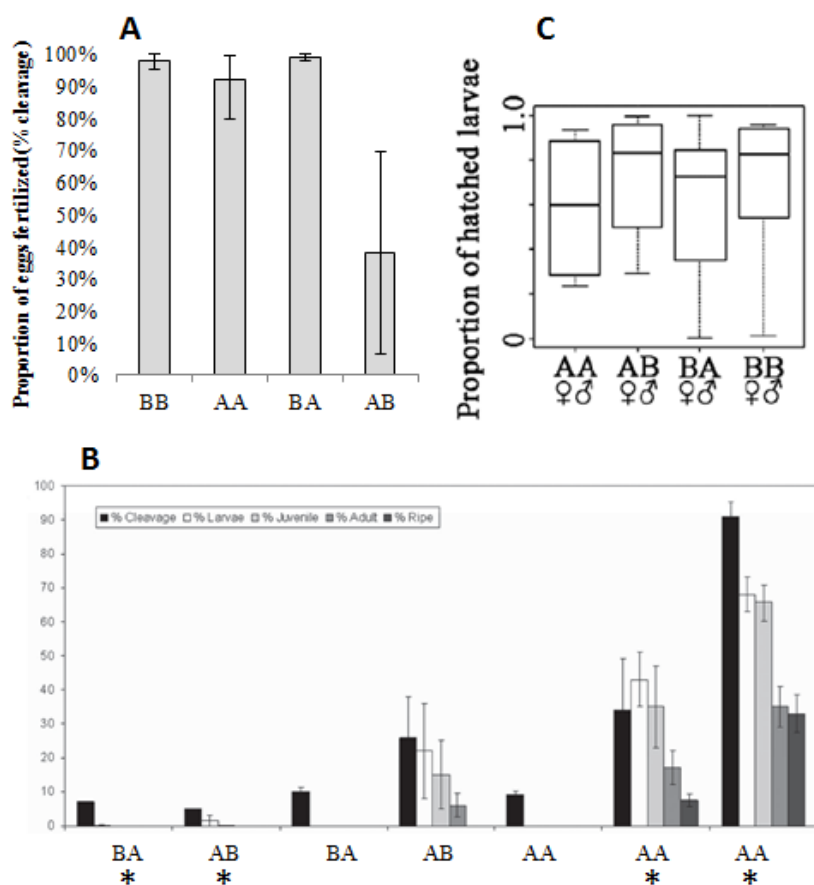 A
Proportion of eggs fertilized (% cleavage)
100%
90%
80%
70%
60%
50%
40%
30%
20%
10%
0%
BB AA BA AB
C
Proportion of hatched larvae
1.0
0
AA AB BA BB
♀♂ ♀♂ ♀♂ ♀♂
B
100
90
80
70
60
50
40
30
20
10
0
% Cleavage % Larvae % Juvenile % Adult % Ripe
BA AB BA AB AA AA AA
* * * *